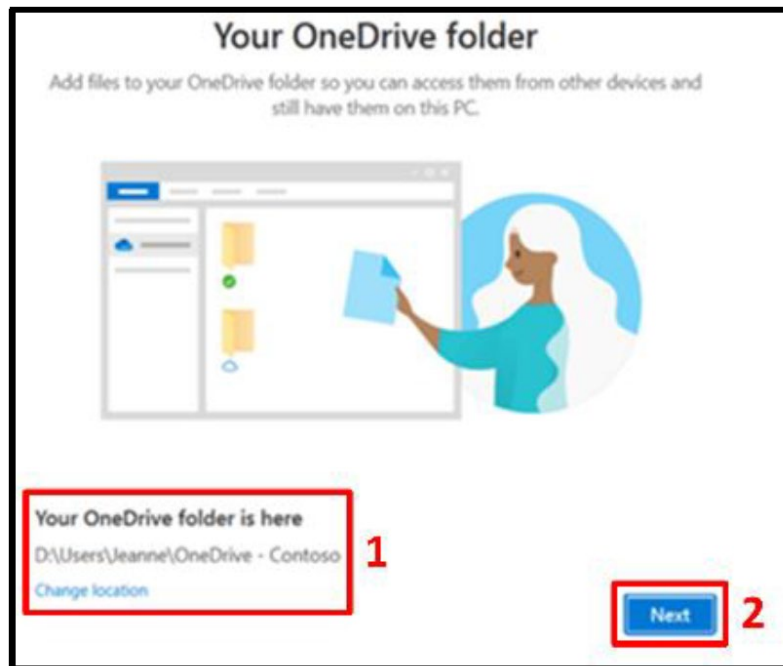 Your OneDrive folder
Add files to your OneDrive folder so you can access them from other devices and
still have them on this PC.
Your OneDrive folder is here
D:\Users\Jeanne\OneDrive - Contoso
1
Change location
Next
2